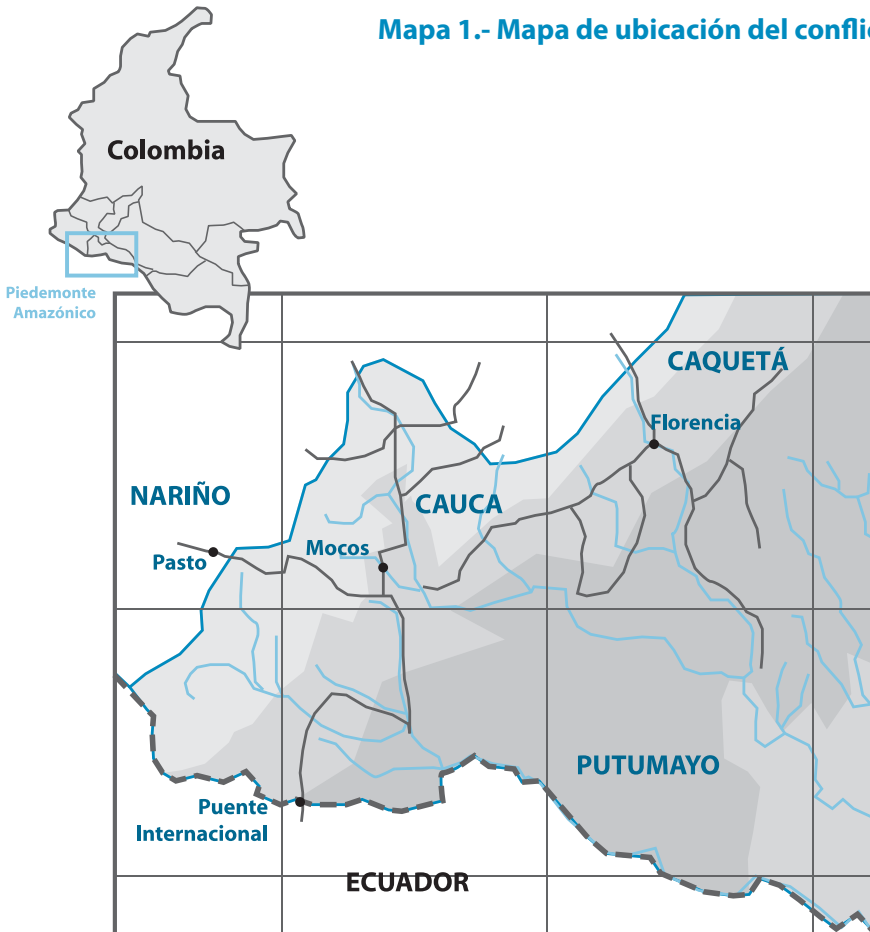 Mapa 1.- Mapa de ubicación del conflic
Colombia
Piedemonte
Amazónico
CAQUETÁ
Florencia
NARIÑO
CAUCA
Pasto
Mocos
PUTUMAYO
Puente
Internacional
ECUADOR